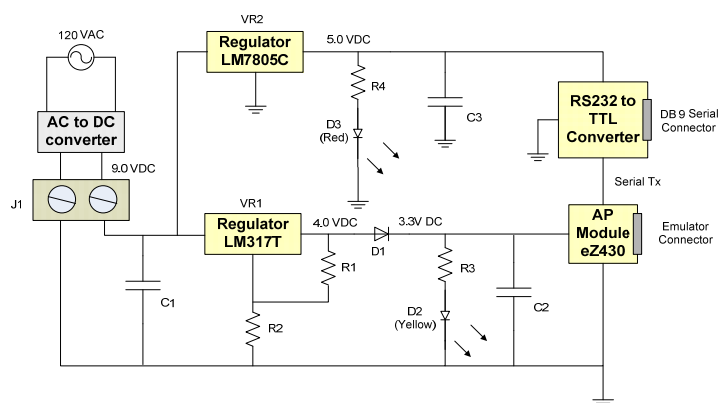 VR2
120 VAC
Regulator
LM7805C
5.0 VDC
R4
AC to DC
converter
D3
(Red)
C3
RS232 to
TTL
Converter
DB 9 Serial
Connector
9.0 VDC
Serial Tx
J1
VR1
Regulator
LM317T
4.0 VDC
3.3V DC
D1
AP
Module
eZ430
Emulator
Connector
R1
R3
C1
R2
D2
(Yellow)
C2